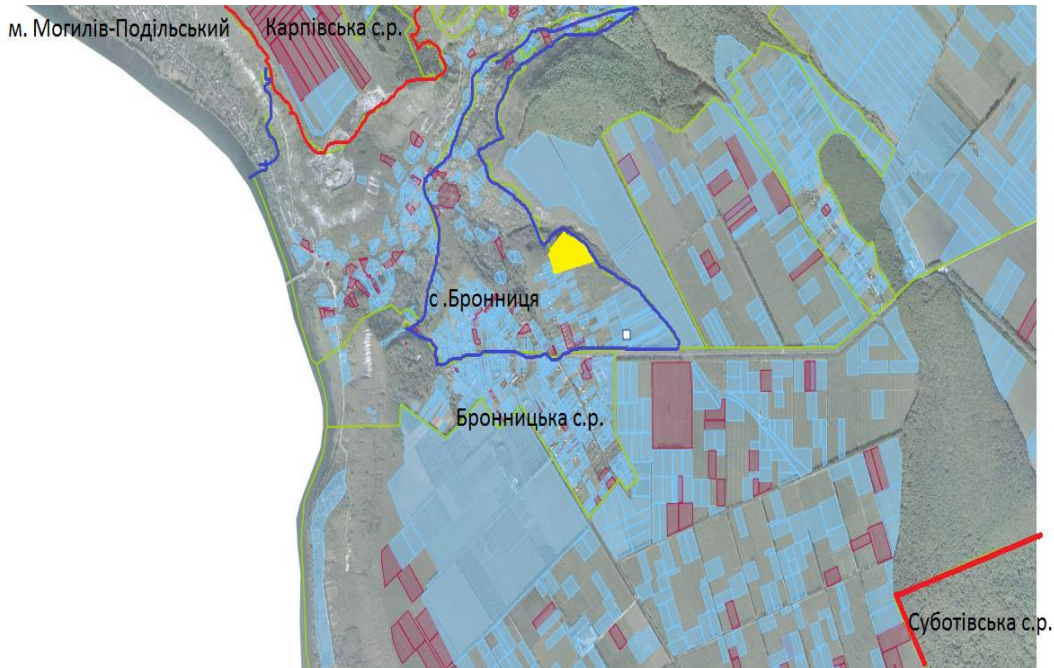 м. Могилів-Подільський
Карпівська с.р.
с .Бронниця
Бронницька с.р.
Суботівська с.р.